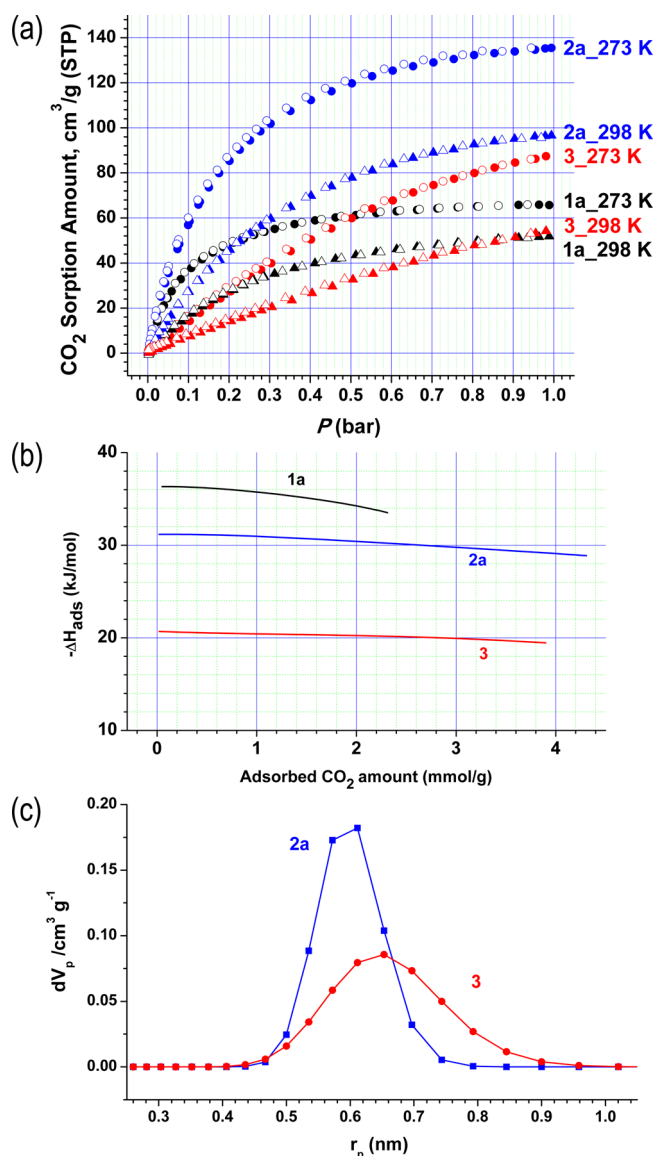 (a)
140
120
100
80
60
40
20
0
CO2 Sorption Amount, cm3/g (STP)
2a_273 K
2a_298 K
3_273 K
1a_273 K
3_298 K
1a_298 K
0.0 0.1 0.2 0.3 0.4 0.5 0.6 0.7 0.8 0.9 1.0
P (bar)
(b)
40
30
20
10
-ΔHads (kJ/mol)
1a
2a
3
0 1 2 3 4
Adsorbed CO2 amount (mmol/g)
(c)
0.20
0.15
0.10
0.05
0.00
dVp /cm3 g-1
2a
3
0.3 0.4 0.5 0.6 0.7 0.8 0.9 1.0
rp (nm)